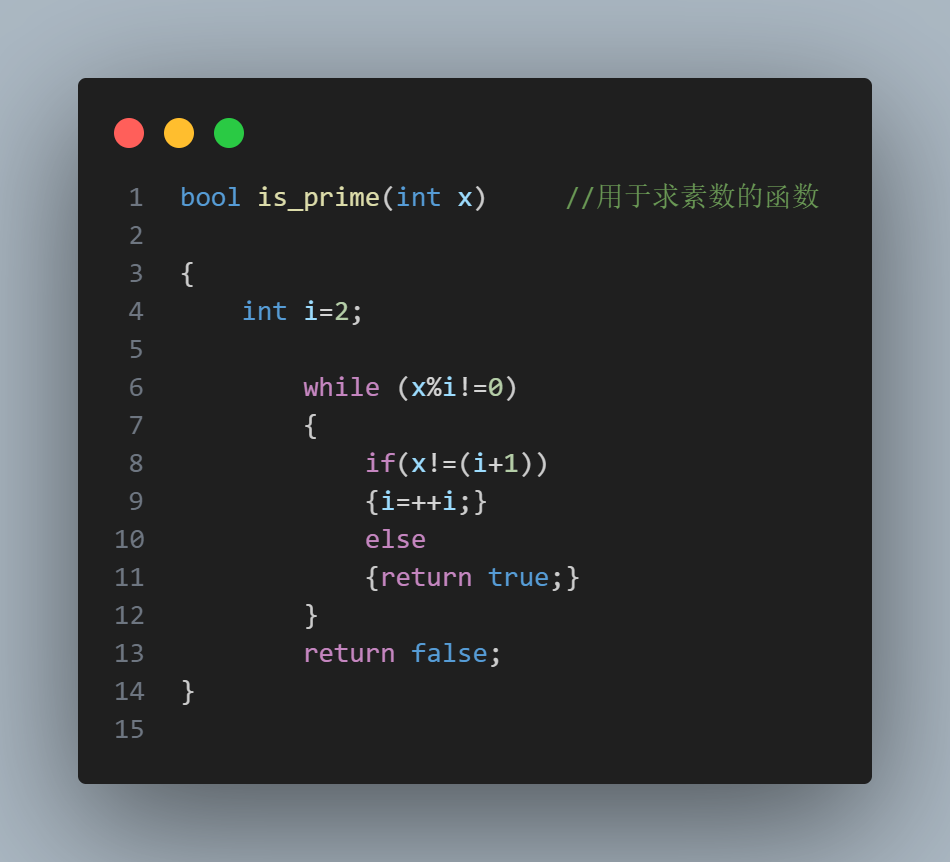 1 bool is_prime(int x)     //用于求素数的函数
2
3 {
4     int i=2;
5
6         while (x%i!=0)
7         {
8             if(x!=(i+1))
9             {i=++i;}
10             else
11             {return true;}
12         }
13         return false;
14 }
15